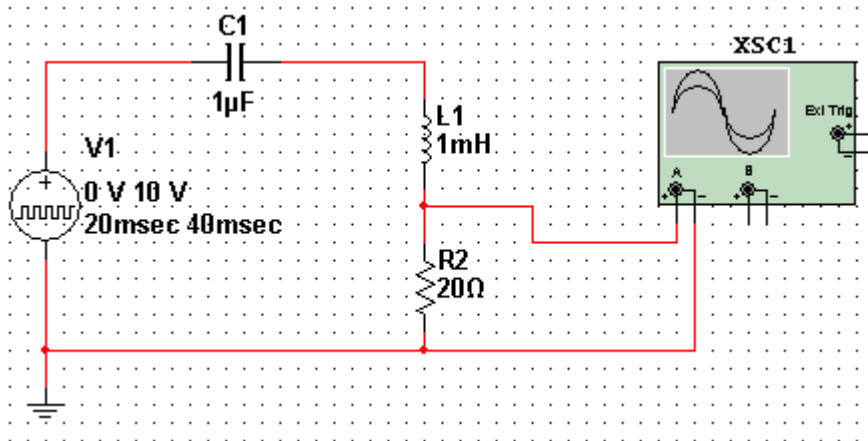 C1
1µF
L1
1mH
V1
0 V 10 V
20msec 40msec
R2
20Ω
XSC1
Ext Trig
A
B